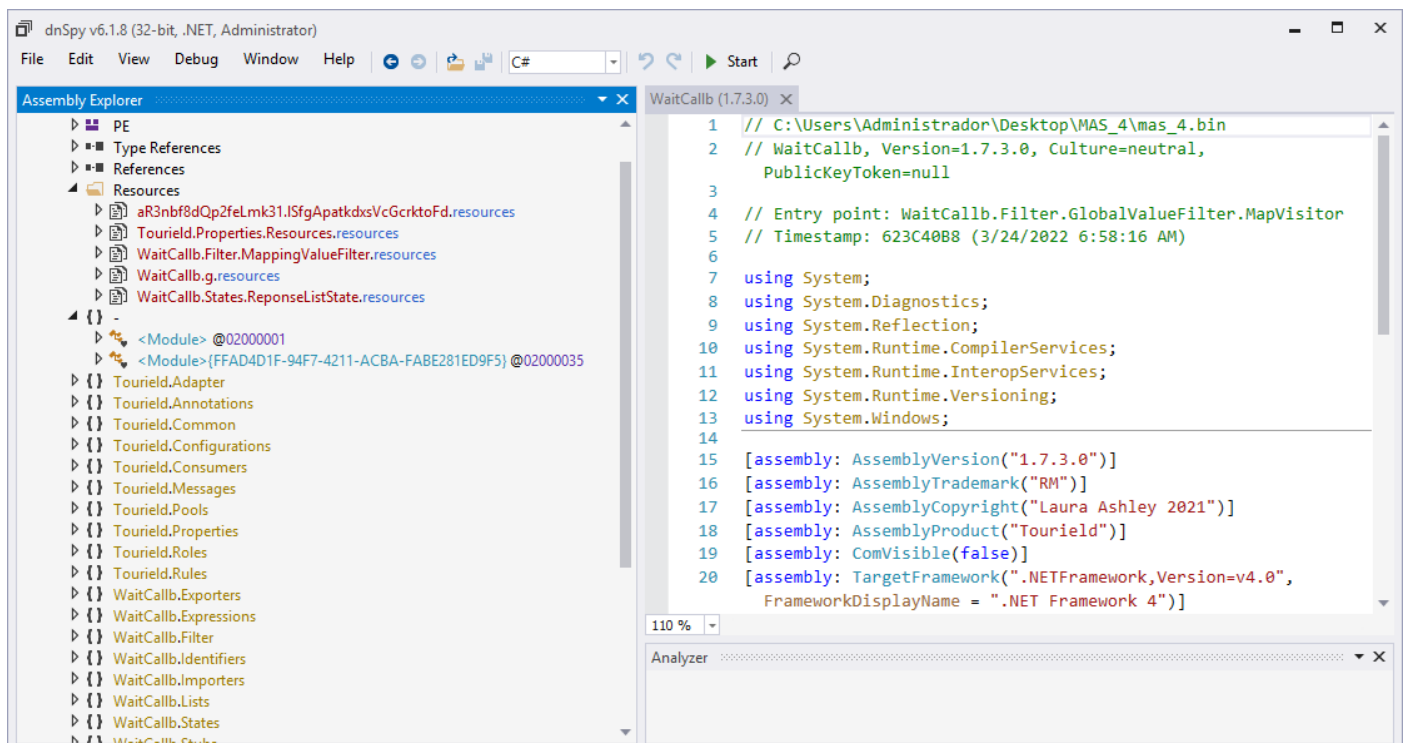 dnSpy v6.1.8 (32-bit, .NET, Administrator)
File Edit View Debug Window Help C# Start
Assembly Explorer
PE
Type References
References
Resources
aR3nbf8dQp2feLmk31.lSfgApatkdxsVcGcrktoFd.resources
Tourield.Properties.Resources.resources
WaitCallb.Filter.MappingValueFilter.resources
WaitCallb.g.resources
WaitCallb.States.ReponseListState.resources
{ } -
<Module> @02000001
<Module>{FFAD4D1F-94F7-4211-ACBA-FABE281ED9F5} @02000035
{ } Tourield.Adapter
{ } Tourield.Annotations
{ } Tourield.Common
{ } Tourield.Configurations
{ } Tourield.Consumers
{ } Tourield.Messages
{ } Tourield.Pools
{ } Tourield.Properties
{ } Tourield.Roles
{ } Tourield.Rules
{ } WaitCallb.Exporters
{ } WaitCallb.Expressions
{ } WaitCallb.Filter
{ } WaitCallb.Identifiers
{ } WaitCallb.Importers
{ } WaitCallb.Lists
{ } WaitCallb.States
WaitCallb (1.7.3.0)
1 // C:\Users\Administrador\Desktop\MAS_4\mas_4.bin
2 // WaitCallb, Version=1.7.3.0, Culture=neutral,
PublicKeyToken=null
3
4 // Entry point: WaitCallb.Filter.GlobalValueFilter.MapVisitor
5 // Timestamp: 623C40B8 (3/24/2022 6:58:16 AM)
6
7 using System;
8 using System.Diagnostics;
9 using System.Reflection;
10 using System.Runtime.CompilerServices;
11 using System.Runtime.InteropServices;
12 using System.Runtime.Versioning;
13 using System.Windows;
14
15 [assembly: AssemblyVersion("1.7.3.0")]
16 [assembly: AssemblyTrademark("RM")]
17 [assembly: AssemblyCopyright("Laura Ashley 2021")]
18 [assembly: AssemblyProduct("Tourield")]
19 [assembly: ComVisible(false)]
20 [assembly: TargetFramework(".NETFramework,Version=v4.0",
FrameworkDisplayName = ".NET Framework 4")]
110 %
Analyzer